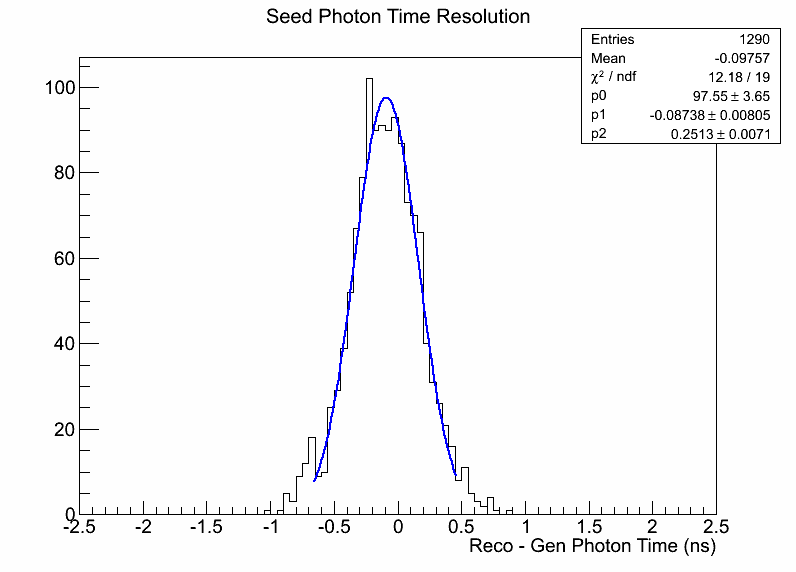 Seed Photon Time Resolution
Entries 1290
Mean -0.09757
χ² / ndf 12.18 / 19
p0 97.55 ± 3.65
p1 -0.08738 ± 0.00805
p2 0.2513 ± 0.0071
100
80
60
40
20
0
-2.5 -2 -1.5 -1 -0.5 0 0.5 1 1.5 2 2.5
Reco - Gen Photon Time (ns)